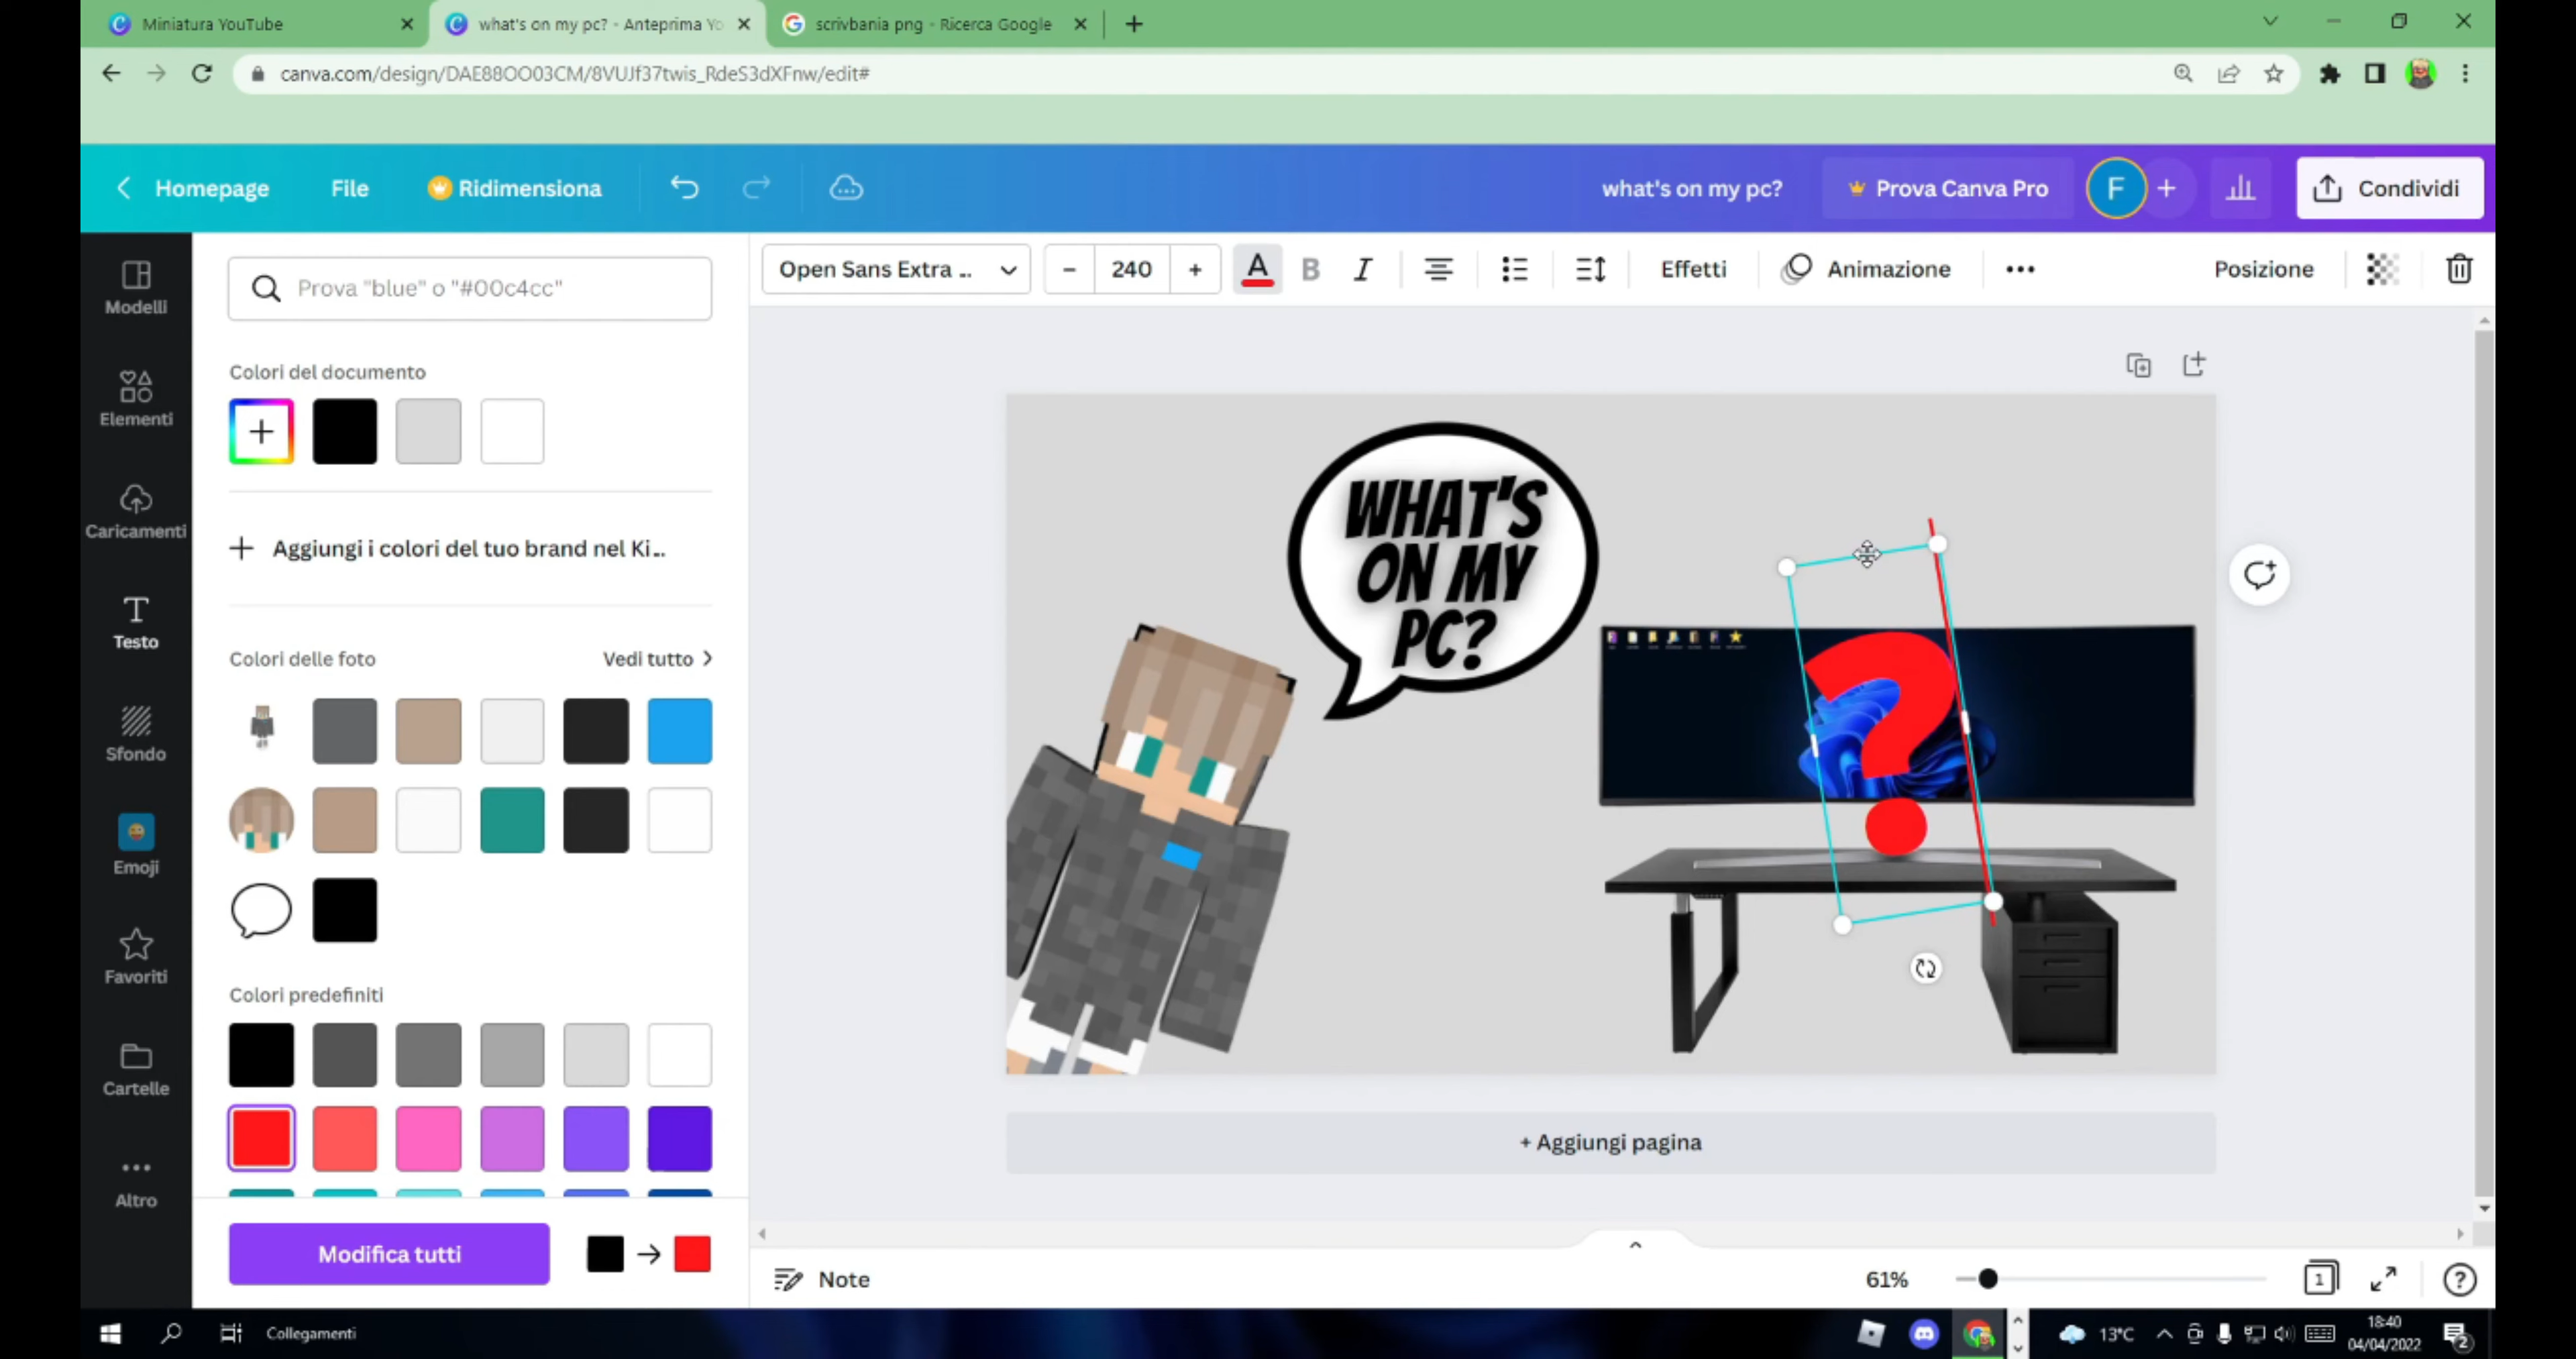 Miniatura YouTube
what's on my pc? - Anteprima Yo
scrivbania png - Ricerca Google
canva.com/design/DAE88OO03CM/8VUJf37twis_RdeS3dXFnw/edit#
Homepage
File
Ridimensiona
what's on my pc?
Prova Canva Pro
F
Condividi
Modelli
Elementi
Caricamenti
Testo
Sfondo
Emoji
Favoriti
Cartelle
Altro
Prova "blue" o "#00c4cc"
Colori del documento
Aggiungi i colori del tuo brand nel Ki...
Colori delle foto
Vedi tutto
Colori predefiniti
Modifica tutti
Open Sans Extra ...
240
A
B
I
Effetti
Animazione
Posizione
WHAT'S
ON MY
PC?
?
+ Aggiungi pagina
Note
61%
1
?
Collegamenti
13°C
18:40
04/04/2022
2